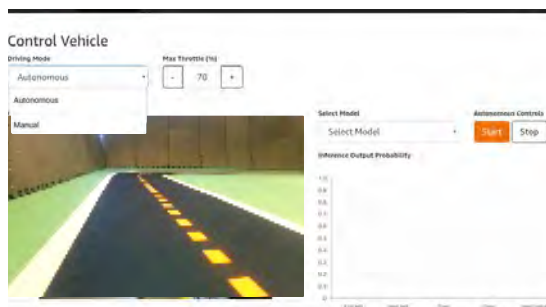 Control Vehicle
Driving Mode
Max Throttle (%)
Autonomous
- 70 +
Autonomous
Manual
Select Model
Autonomous Controls
Select Model
Start Stop
Inference Output Probability
1.0
0.9
0.8
0.7
0.6
0.5
0.4
0.3
0.2
0.1
0